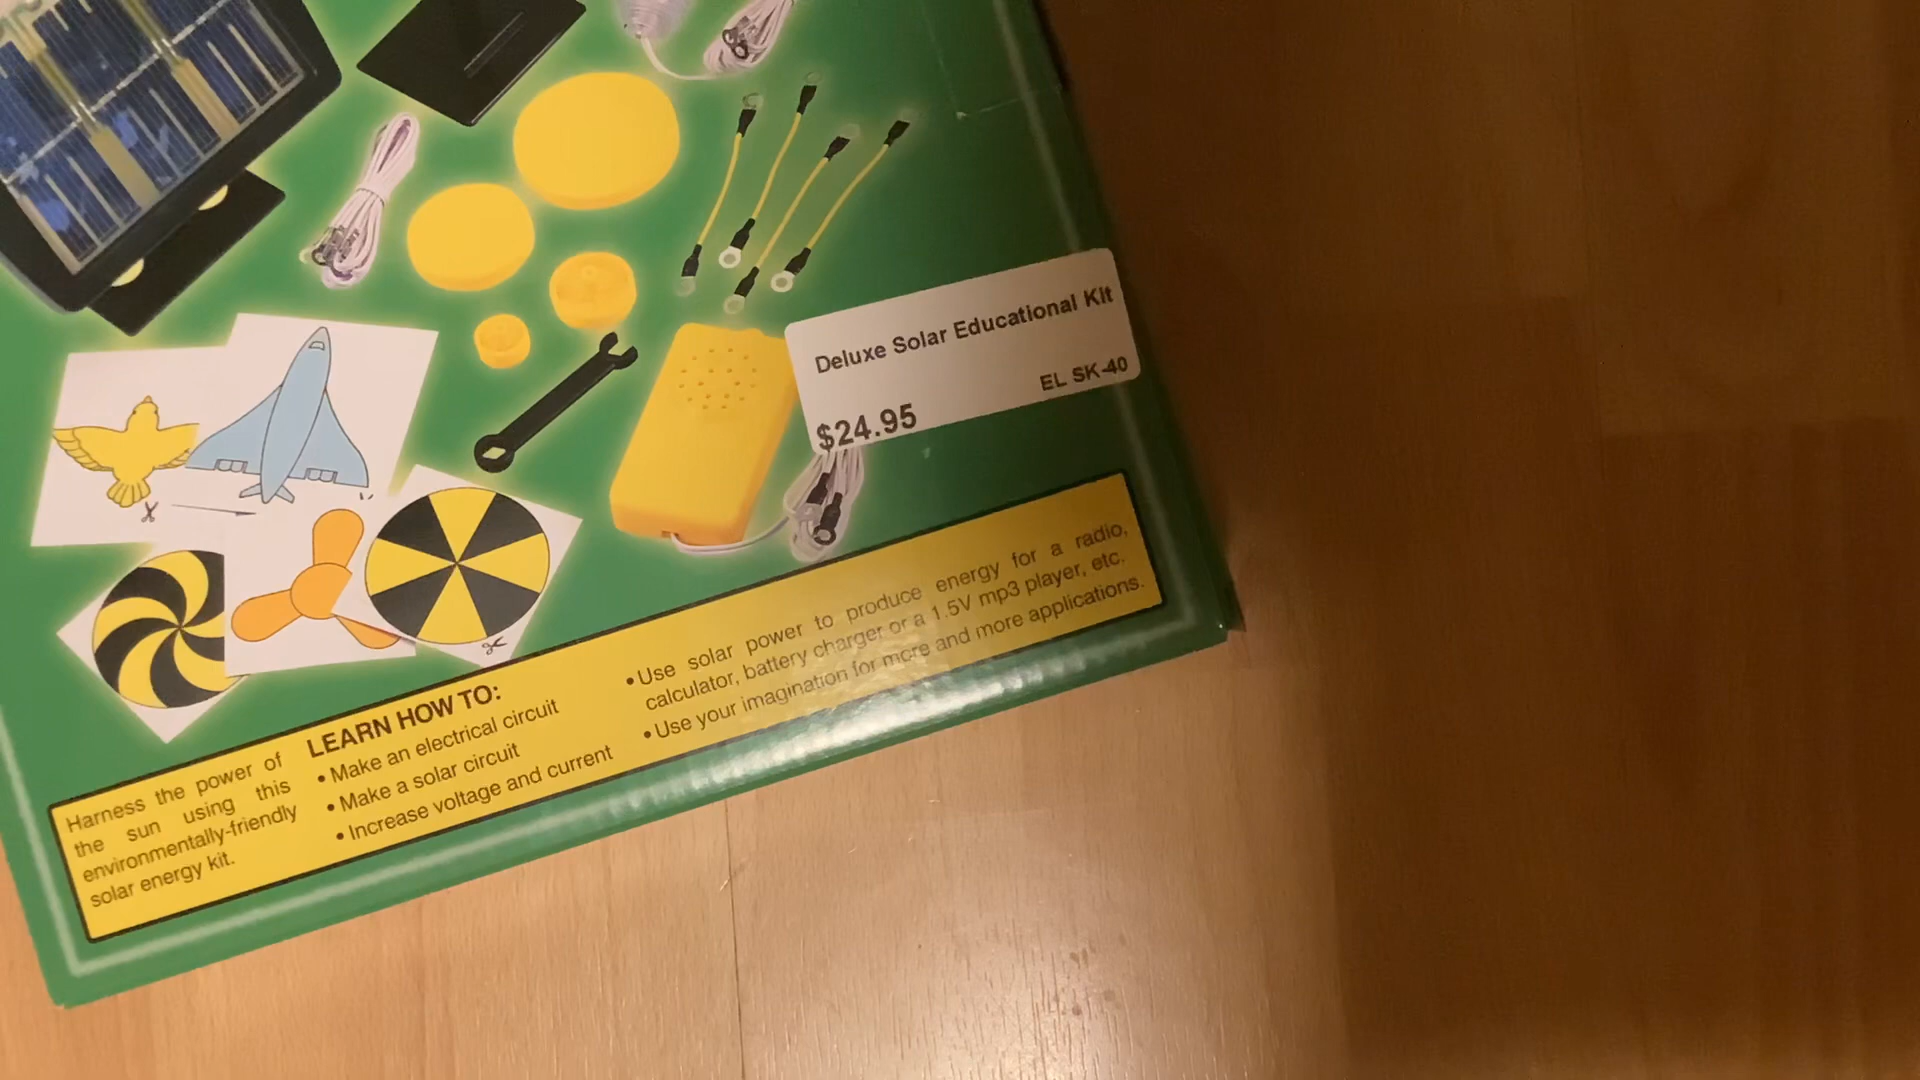 Deluxe Solar Educational Kit
EL SK-40
$24.95
Harness the power of
the sun using this
environmentally-friendly
solar energy kit.
LEARN HOW TO:
• Make an electrical circuit
• Make a solar circuit
• Increase voltage and current
• Use solar power to produce energy for a radio,
calculator, battery charger or a 1.5V mp3 player, etc.
• Use your imagination for more and more applications.